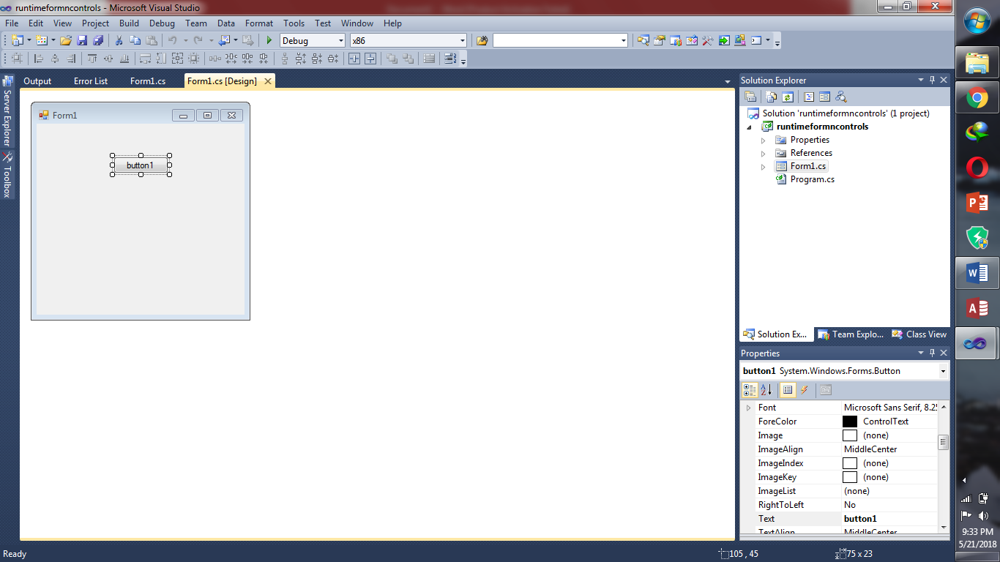 runtimeformncontrols - Microsoft Visual Studio
File Edit View Project Build Debug Team Data Format Tools Test Window Help
Debug x86
Output Error List Form1.cs Form1.cs [Design]
Server Explorer
Toolbox
Form1
button1
Solution Explorer
Solution 'runtimeformncontrols' (1 project)
runtimeformncontrols
Properties
References
Form1.cs
Program.cs
Solution Ex... Team Explo... Class View
Properties
button1 System.Windows.Forms.Button
Font Microsoft Sans Serif, 8.25
ForeColor ControlText
Image (none)
ImageAlign MiddleCenter
ImageIndex (none)
ImageKey (none)
ImageList (none)
RightToLeft No
Text button1
TextAlign MiddleCenter
Ready 105 , 45 75 x 23
9:33 PM
5/21/2018